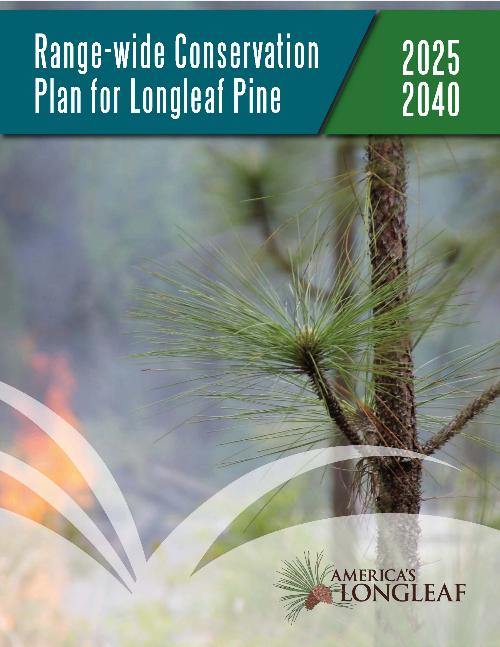 Range-wide Conservation
Plan for Longleaf Pine
2025
2040
AMERICA'S
LONGLEAF